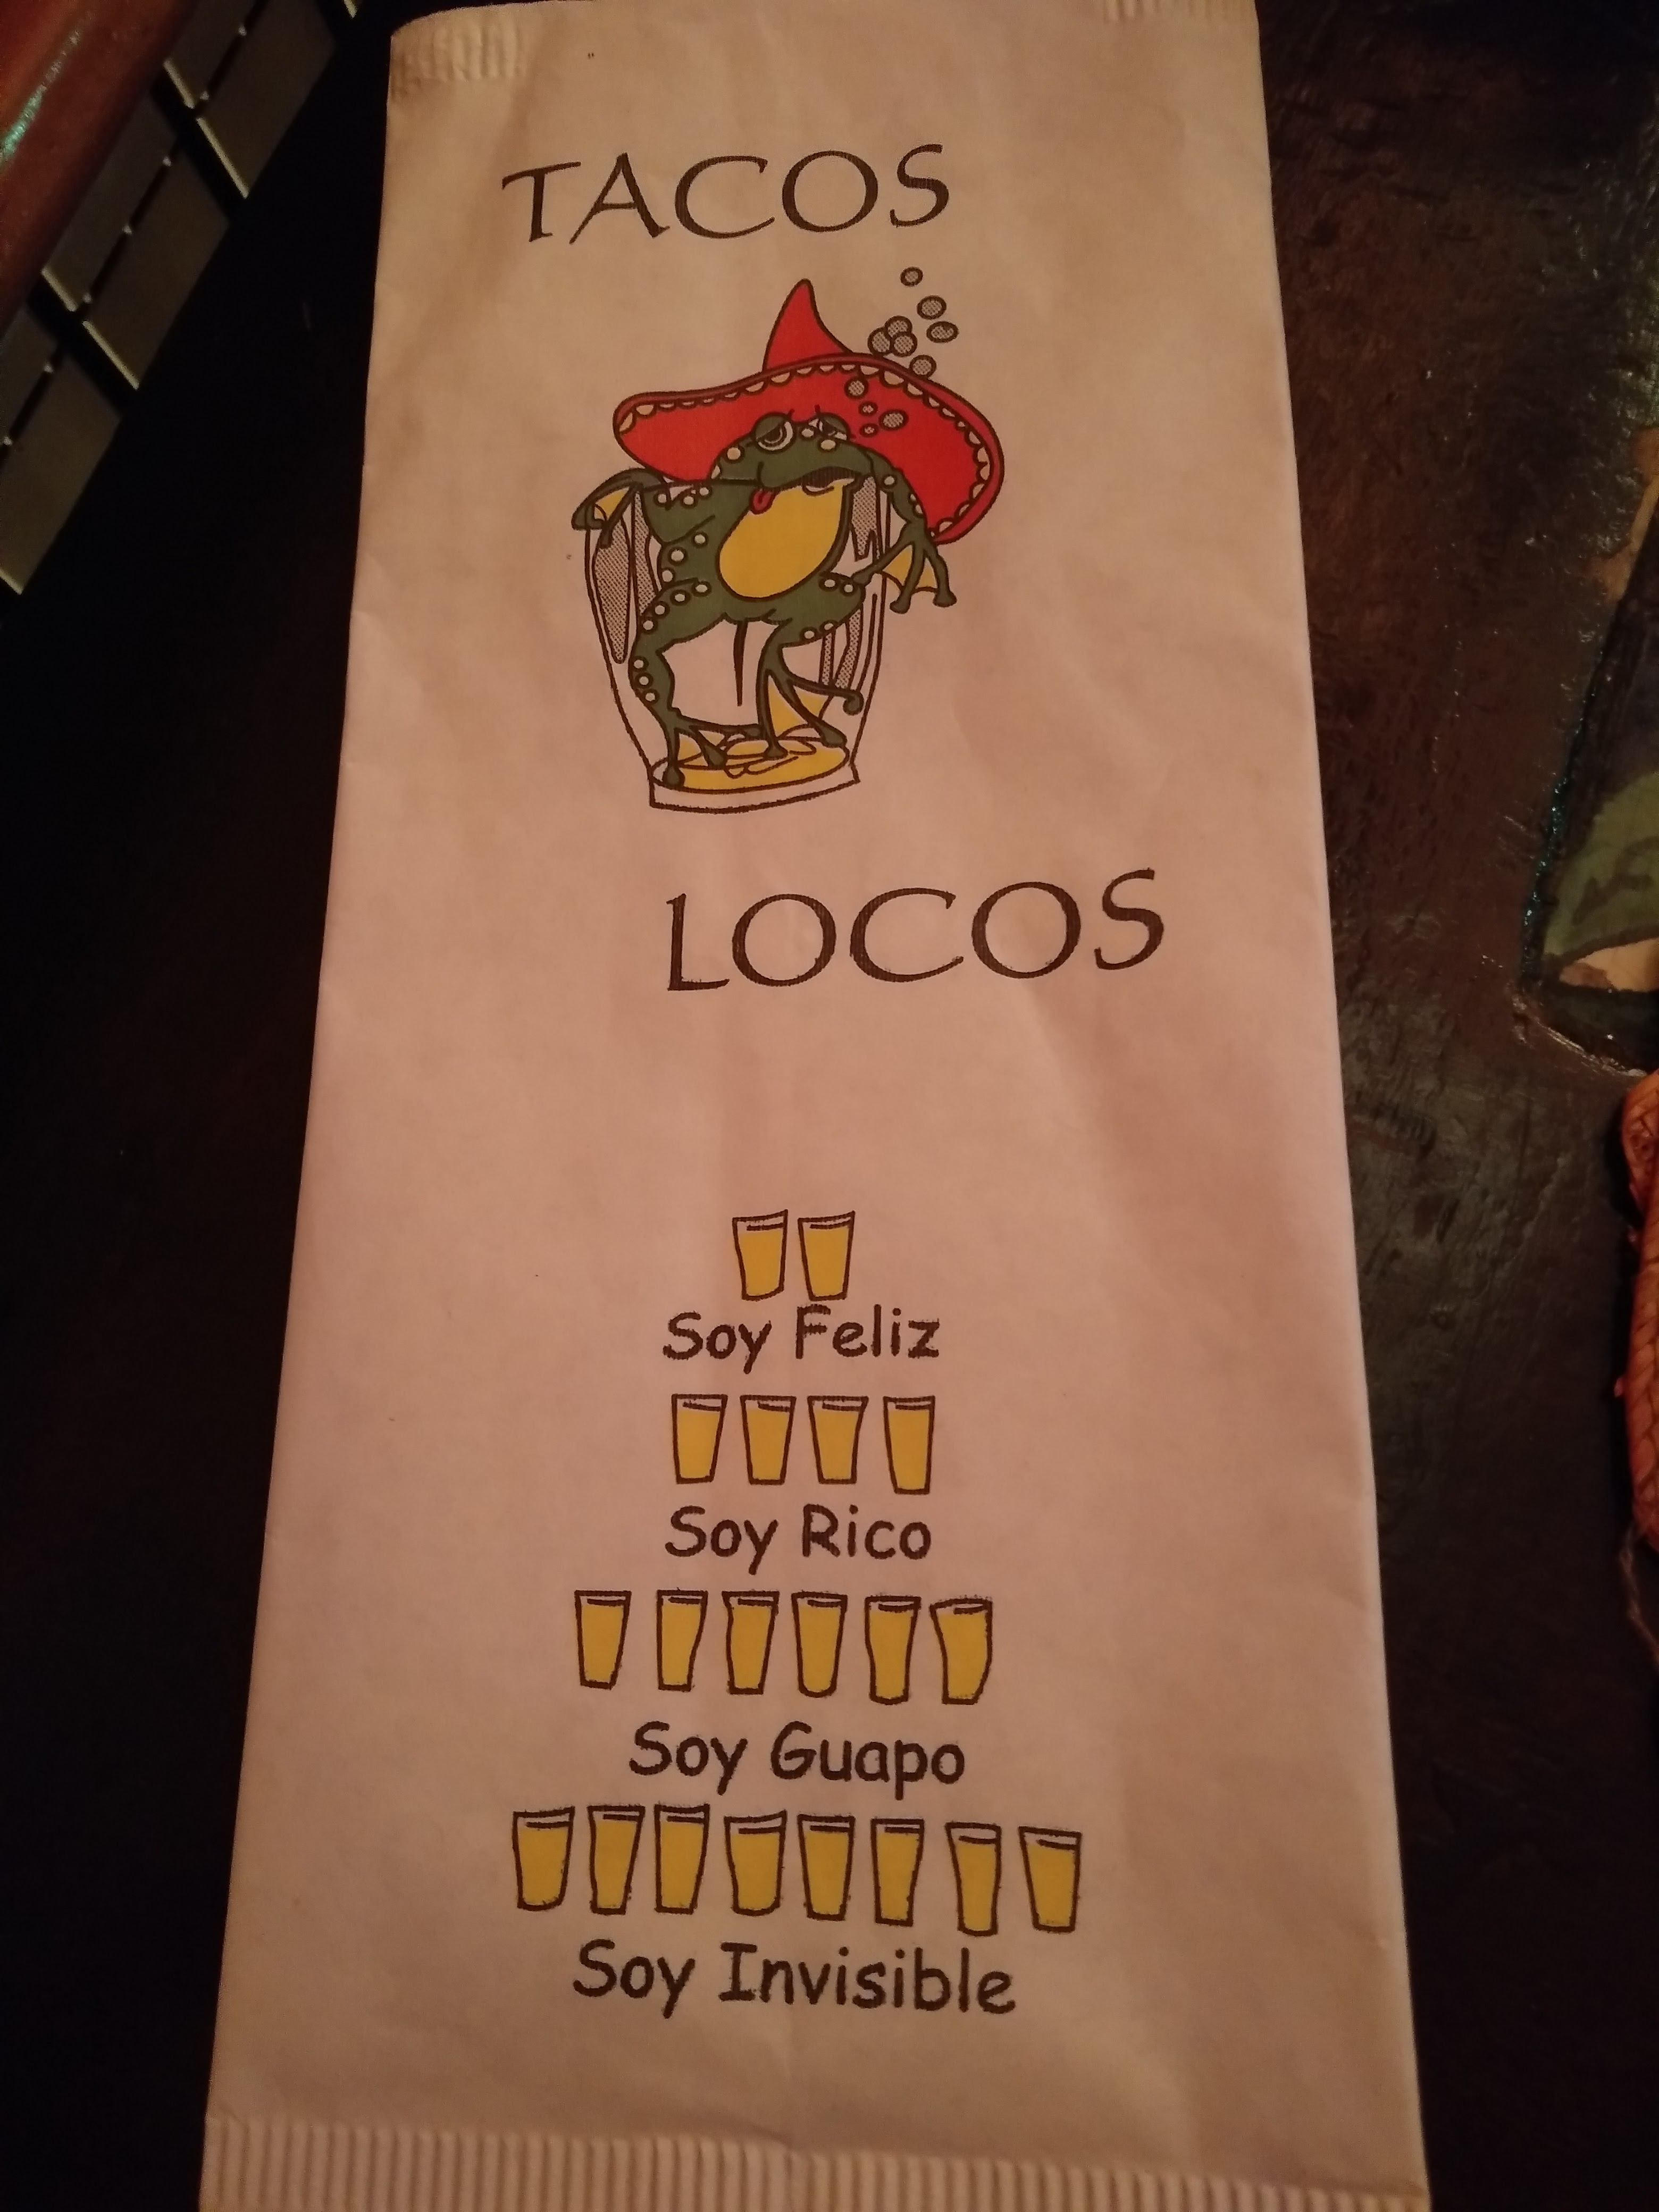 TACOS
LOCOS
Soy Feliz
Soy Rico
Soy Guapo
Soy Invisible